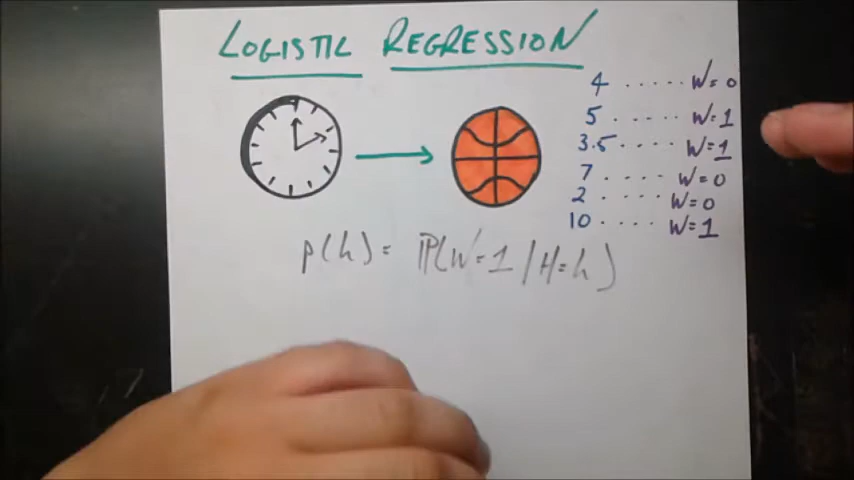 LOGISTIC REGRESSION
4 ..... W=0
5 ..... W=1
3.5 .... W=1
7 .... W=0
2 .... W=0
10 .... W=1
p(h) = P(W=1 | H=h)